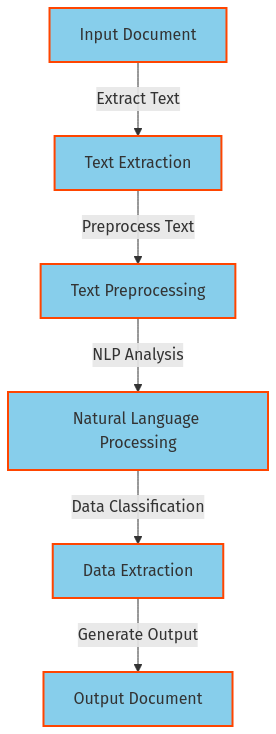 Input Document
Extract Text
Text Extraction
Preprocess Text
Text Preprocessing
NLP Analysis
Natural Language
Processing
Data Classification
Data Extraction
Generate Output
Output Document